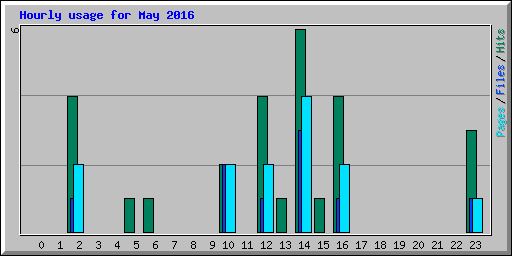 Hourly usage for May 2016
6
Pages / Files / Hits
0 1 2 3 4 5 6 7 8 9 10 11 12 13 14 15 16 17 18 19 20 21 22 23